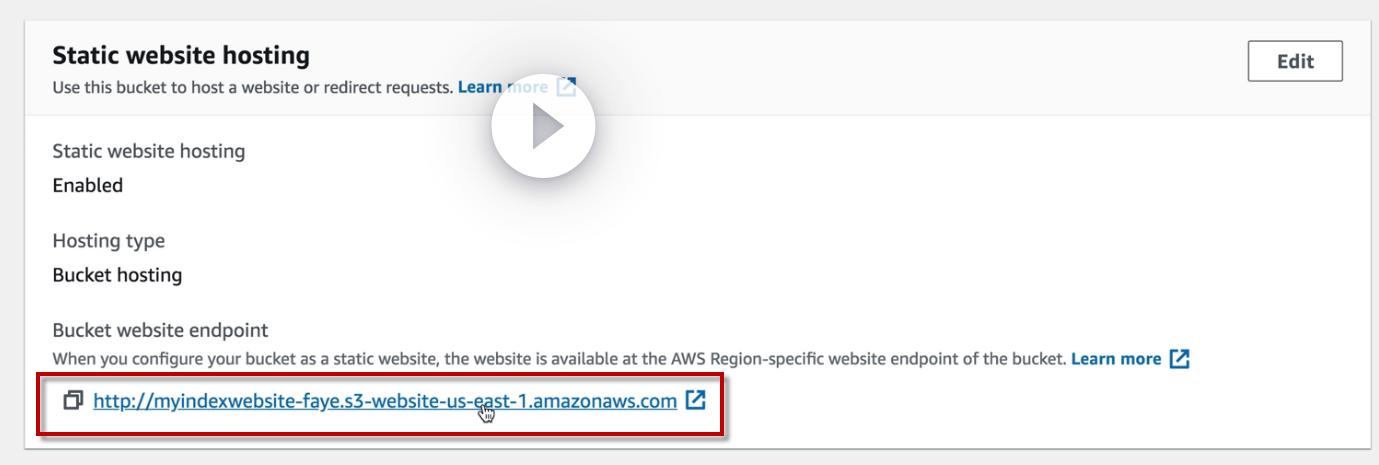 Static website hosting
Edit
Use this bucket to host a website or redirect requests. Learn more
Static website hosting
Enabled
Hosting type
Bucket hosting
Bucket website endpoint
When you configure your bucket as a static website, the website is available at the AWS Region-specific website endpoint of the bucket. Learn more
http://myindexwebsite-faye.s3-website-us-east-1.amazonaws.com